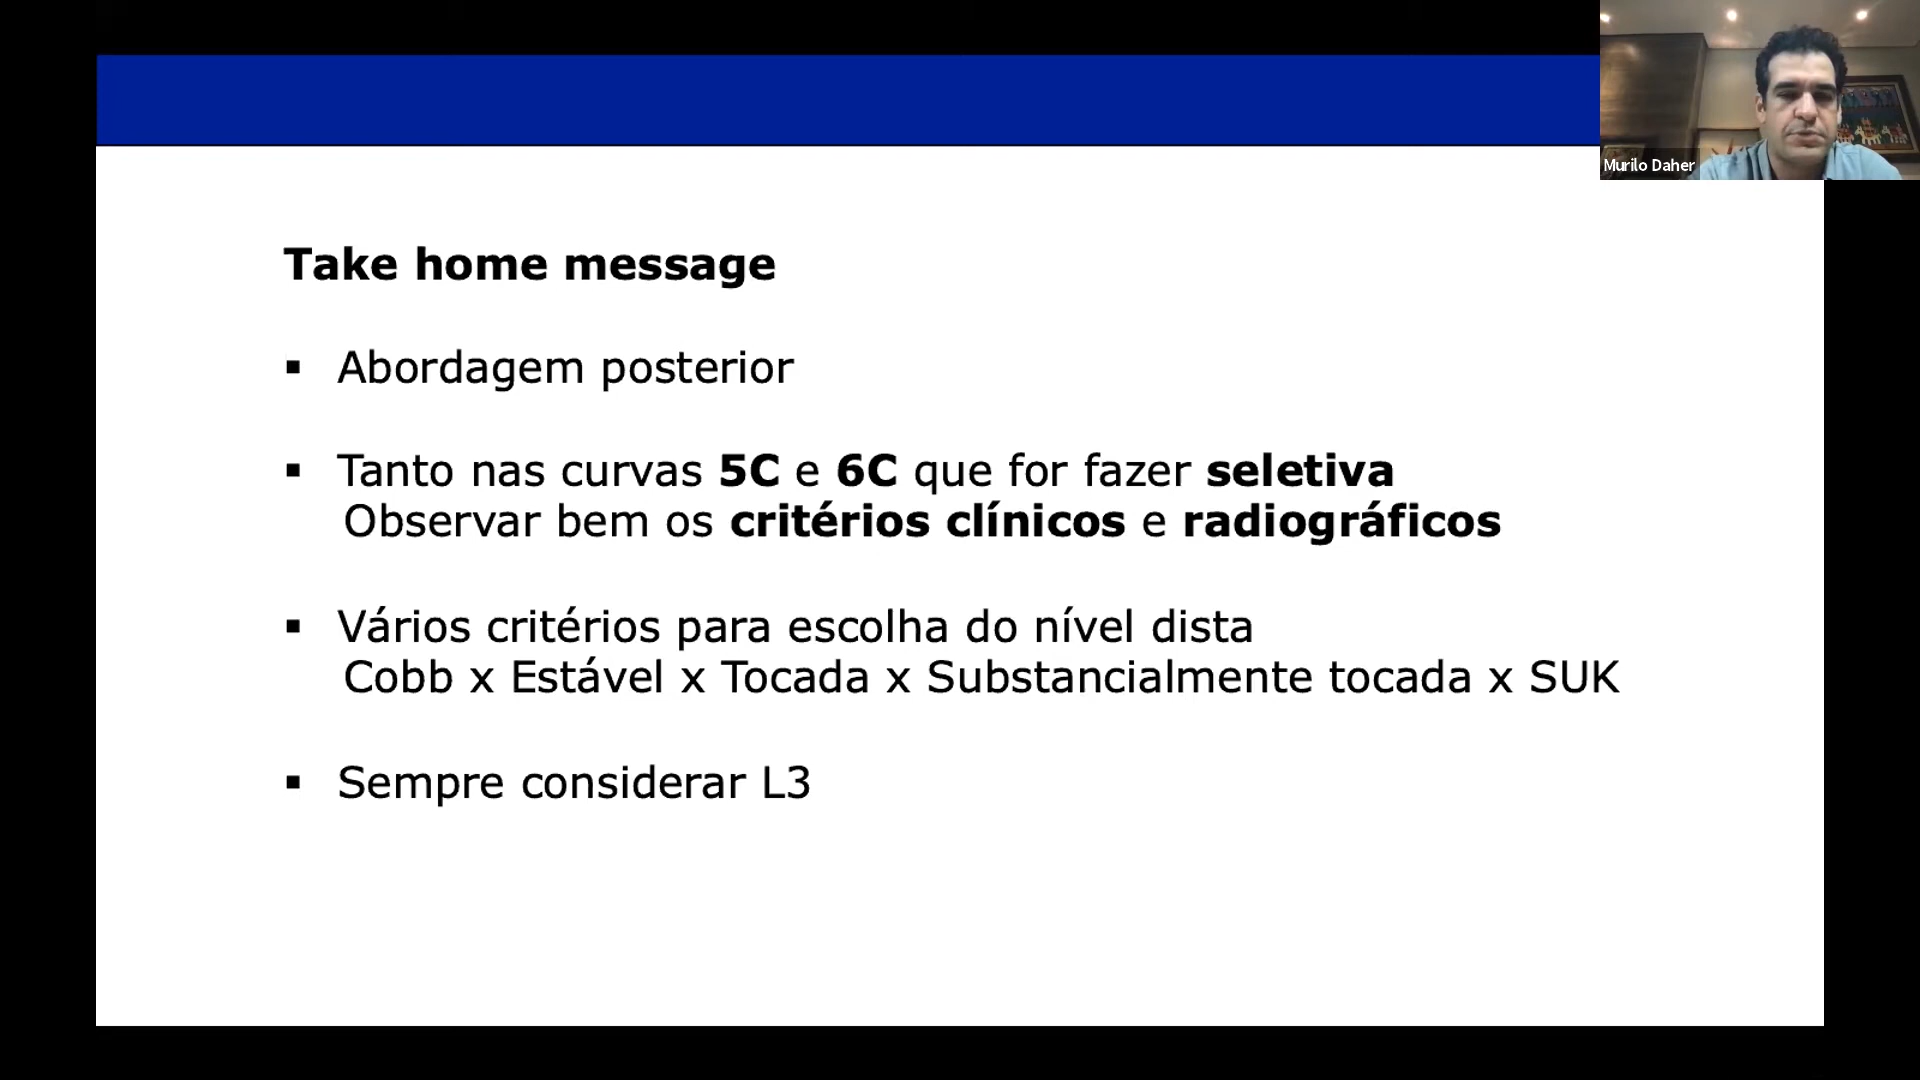 Murilo Daher
Take home message
▪ Abordagem posterior
▪ Tanto nas curvas 5C e 6C que for fazer seletiva
Observar bem os critérios clínicos e radiográficos
▪ Vários critérios para escolha do nível dista
Cobb x Estável x Tocada x Substancialmente tocada x SUK
▪ Sempre considerar L3